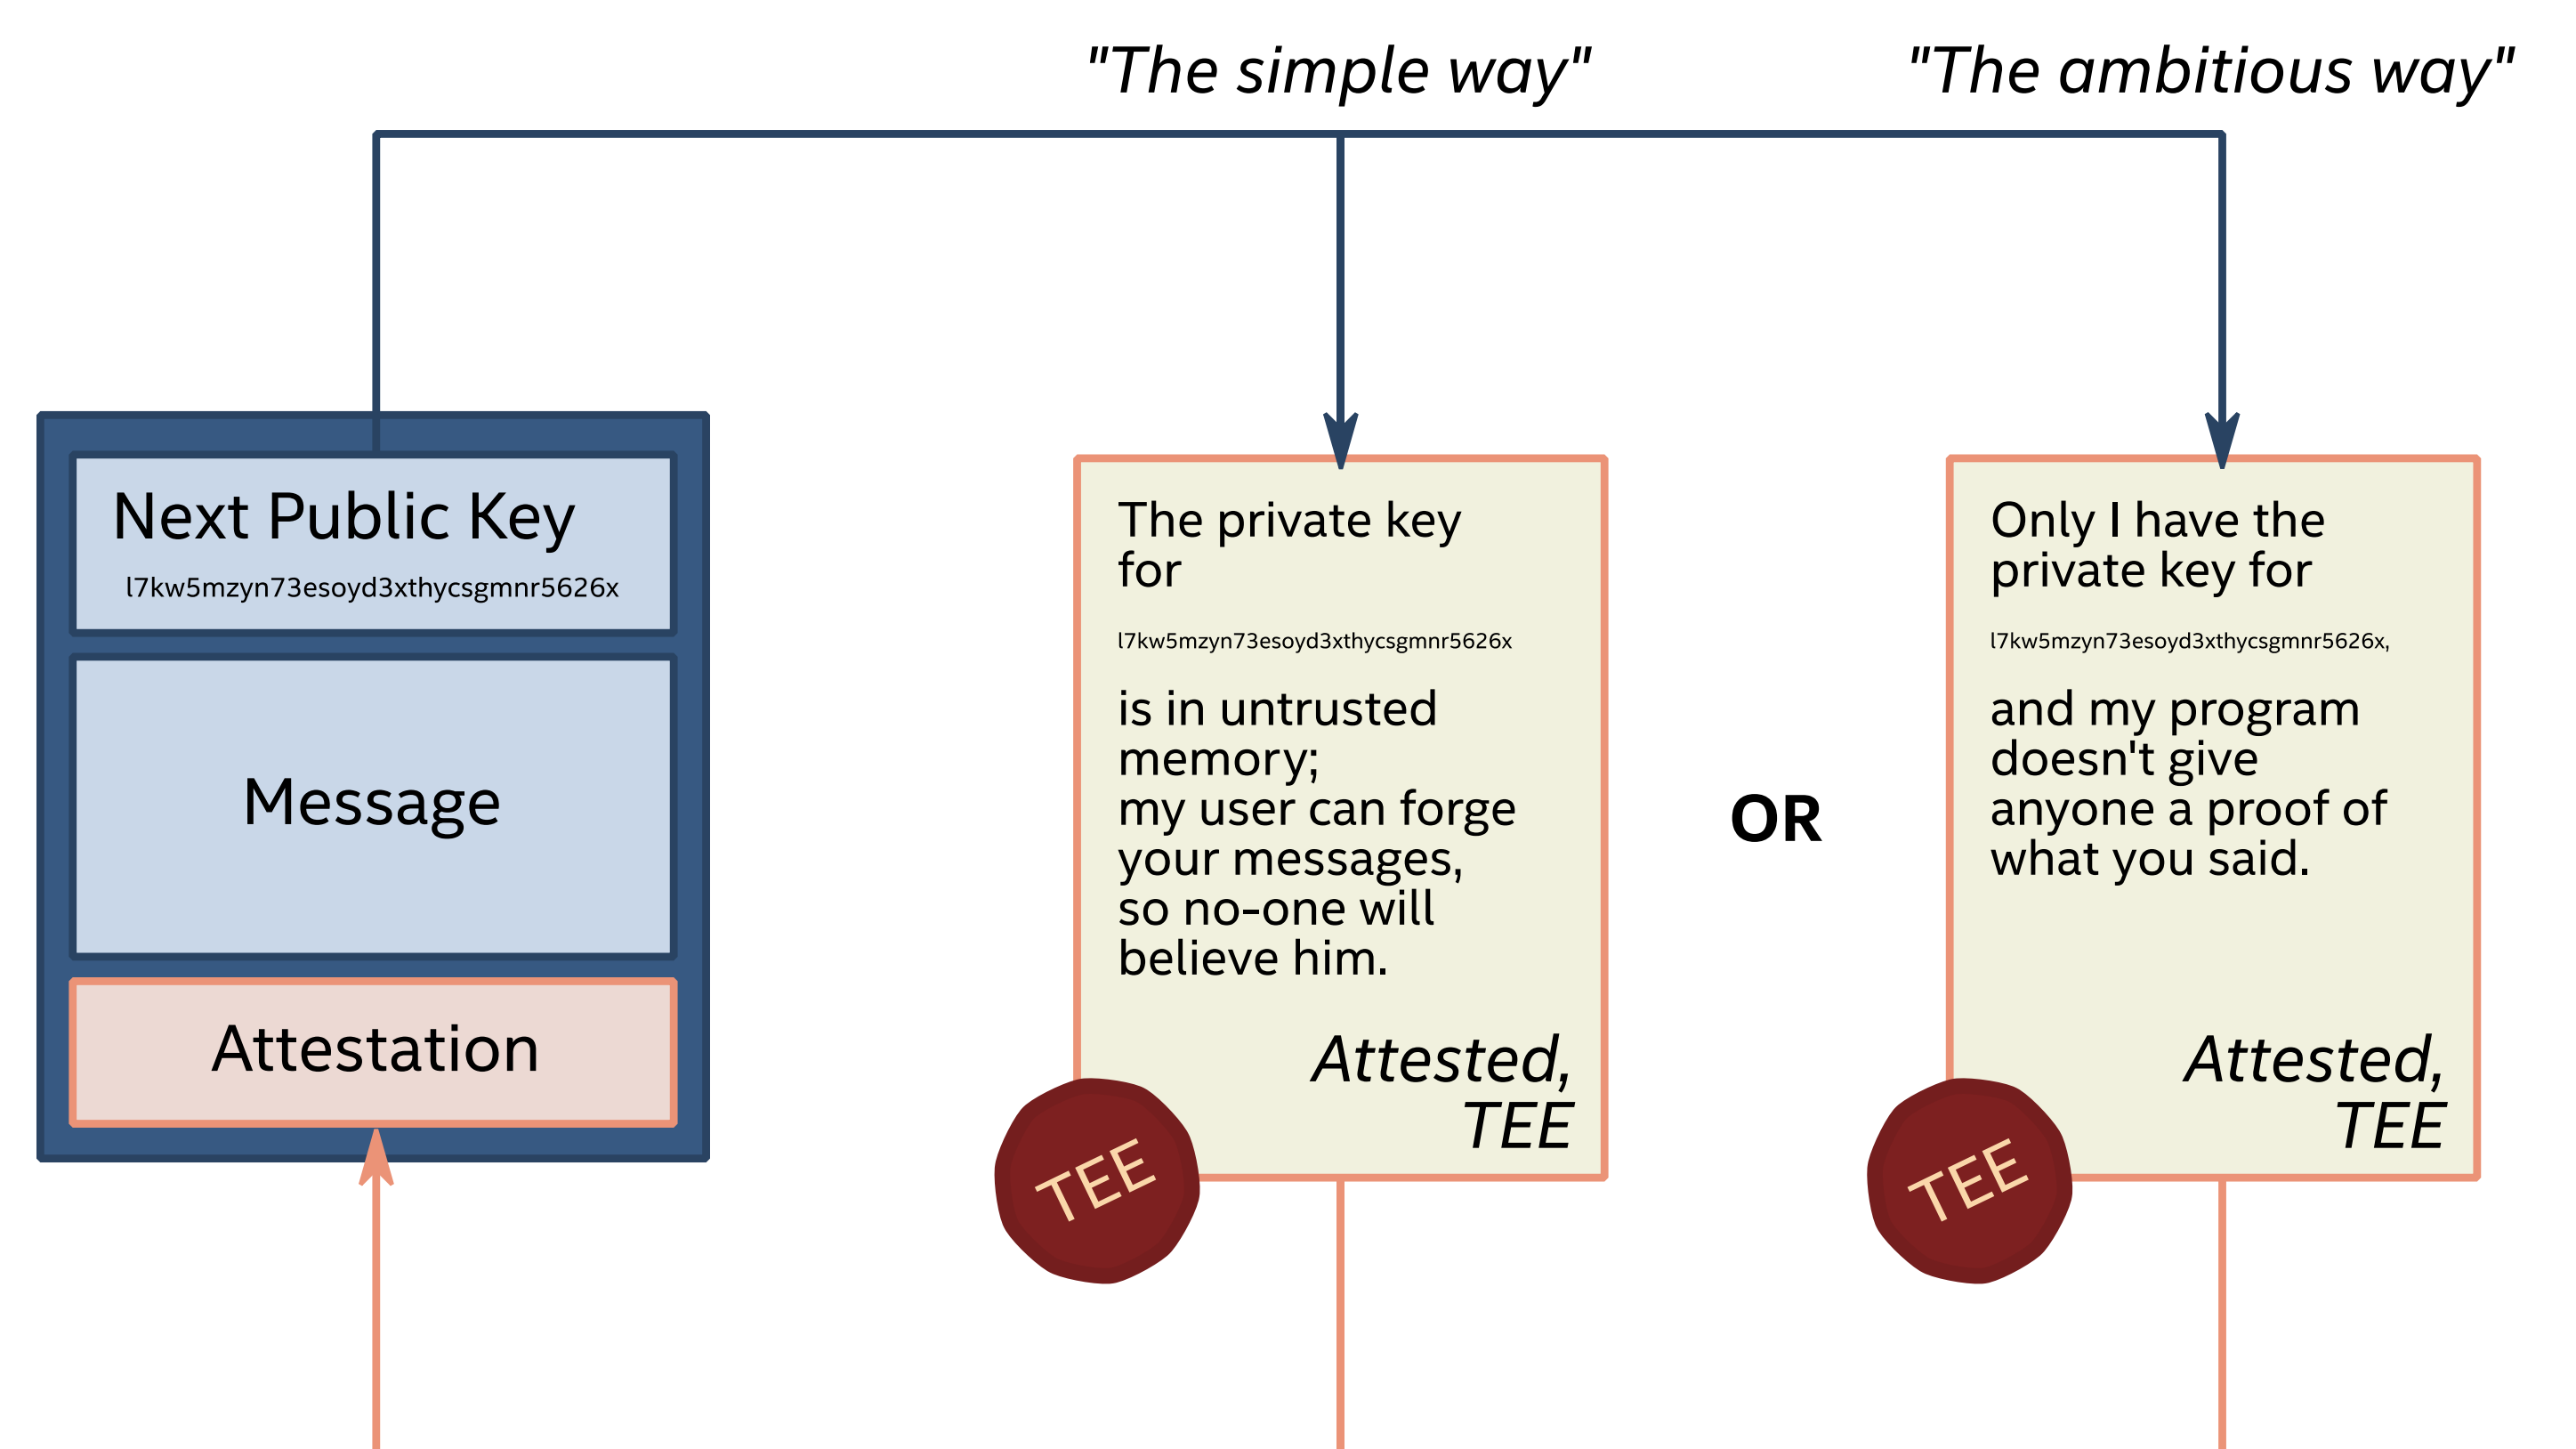 "The simple way"
"The ambitious way"
Next Public Key
l7kw5mzyn73esoyd3xthycsgmnr5626x
Message
Attestation
The private key
for
l7kw5mzyn73esoyd3xthycsgmnr5626x
is in untrusted
memory;
my user can forge
your messages,
so no-one will
believe him.
Attested,
TEE
TEE
OR
Only I have the
private key for
l7kw5mzyn73esoyd3xthycsgmnr5626x,
and my program
doesn't give
anyone a proof of
what you said.
Attested,
TEE
TEE